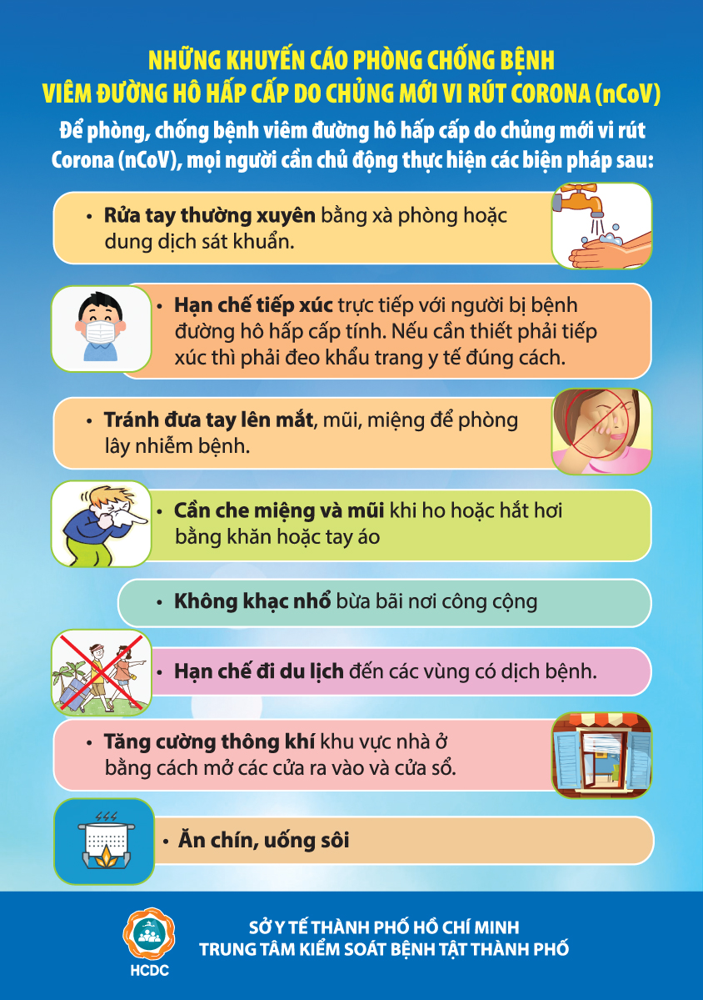 NHỮNG KHUYẾN CÁO PHÒNG CHỐNG BỆNH
VIÊM ĐƯỜNG HÔ HẤP CẤP DO CHỦNG MỚI VI RÚT CORONA (nCoV)
Để phòng, chống bệnh viêm đường hô hấp cấp do chủng mới vi rút
Corona (nCoV), mọi người cần chủ động thực hiện các biện pháp sau:
• Rửa tay thường xuyên bằng xà phòng hoặc
dung dịch sát khuẩn.
• Hạn chế tiếp xúc trực tiếp với người bị bệnh
đường hô hấp cấp tính. Nếu cần thiết phải tiếp
xúc thì phải đeo khẩu trang y tế đúng cách.
• Tránh đưa tay lên mắt, mũi, miệng để phòng
lây nhiễm bệnh.
• Cần che miệng và mũi khi ho hoặc hắt hơi
bằng khăn hoặc tay áo
• Không khạc nhổ bừa bãi nơi công cộng
• Hạn chế đi du lịch đến các vùng có dịch bệnh.
• Tăng cường thông khí khu vực nhà ở
bằng cách mở các cửa ra vào và cửa sổ.
• Ăn chín, uống sôi
SỞ Y TẾ THÀNH PHỐ HỒ CHÍ MINH
TRUNG TÂM KIỂM SOÁT BỆNH TẬT THÀNH PHỐ
HCDC